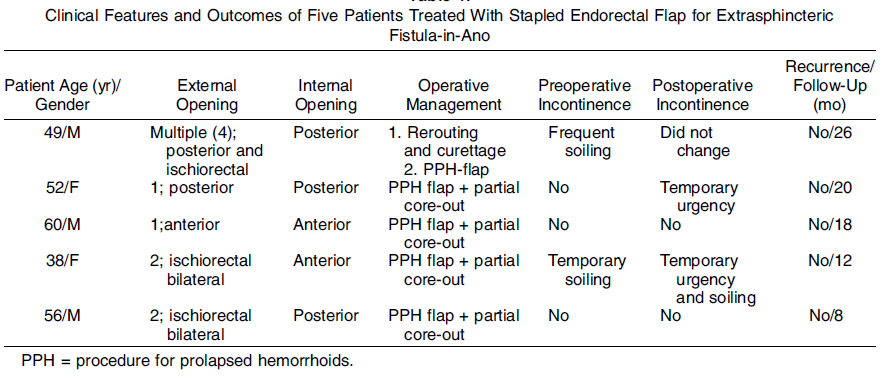 Clinical Features and Outcomes of Five Patients Treated With Stapled Endorectal Flap for Extrasphincteric
Fistula-in-Ano
Recurrence/
Patient Age (yr)/ External Internal Operative Preoperative Postoperative Follow-Up
Gender Opening Opening Management Incontinence Incontinence (mo)
49/M Multiple (4); Posterior 1. Rerouting Frequent Did not No/26
posterior and and curettage soiling change
ischiorectal 2. PPH-flap
52/F 1; posterior Posterior PPH flap + partial No Temporary No/20
core-out urgency
60/M 1;anterior Anterior PPH flap + partial No No No/18
core-out
38/F 2; ischiorectal Anterior PPH flap + partial Temporary Temporary No/12
bilateral core-out soiling urgency
and soiling
56/M 2; ischiorectal Posterior PPH flap + partial No No No/8
bilateral core-out
PPH = procedure for prolapsed hemorrhoids.